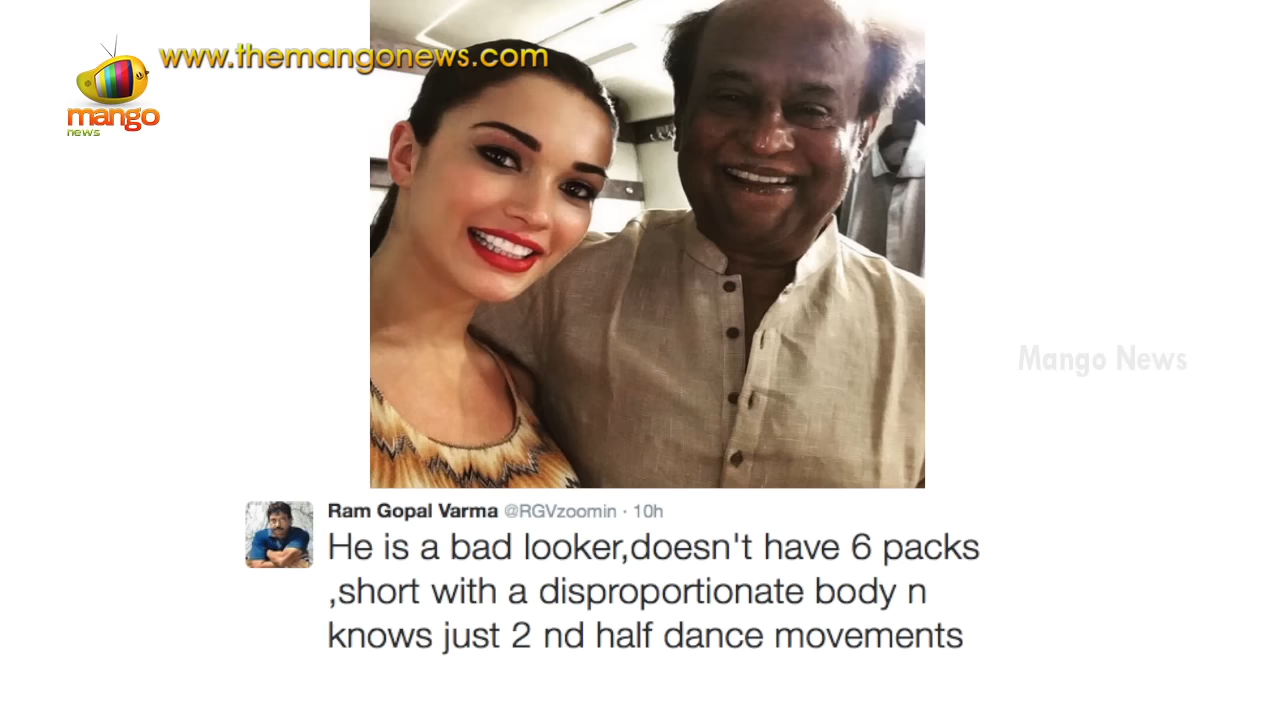 www.themangonews.com
mango
news
Mango News
Ram Gopal Varma @RGVzoomin · 10h
He is a bad looker,doesn't have 6 packs
,short with a disproportionate body n
knows just 2 nd half dance movements